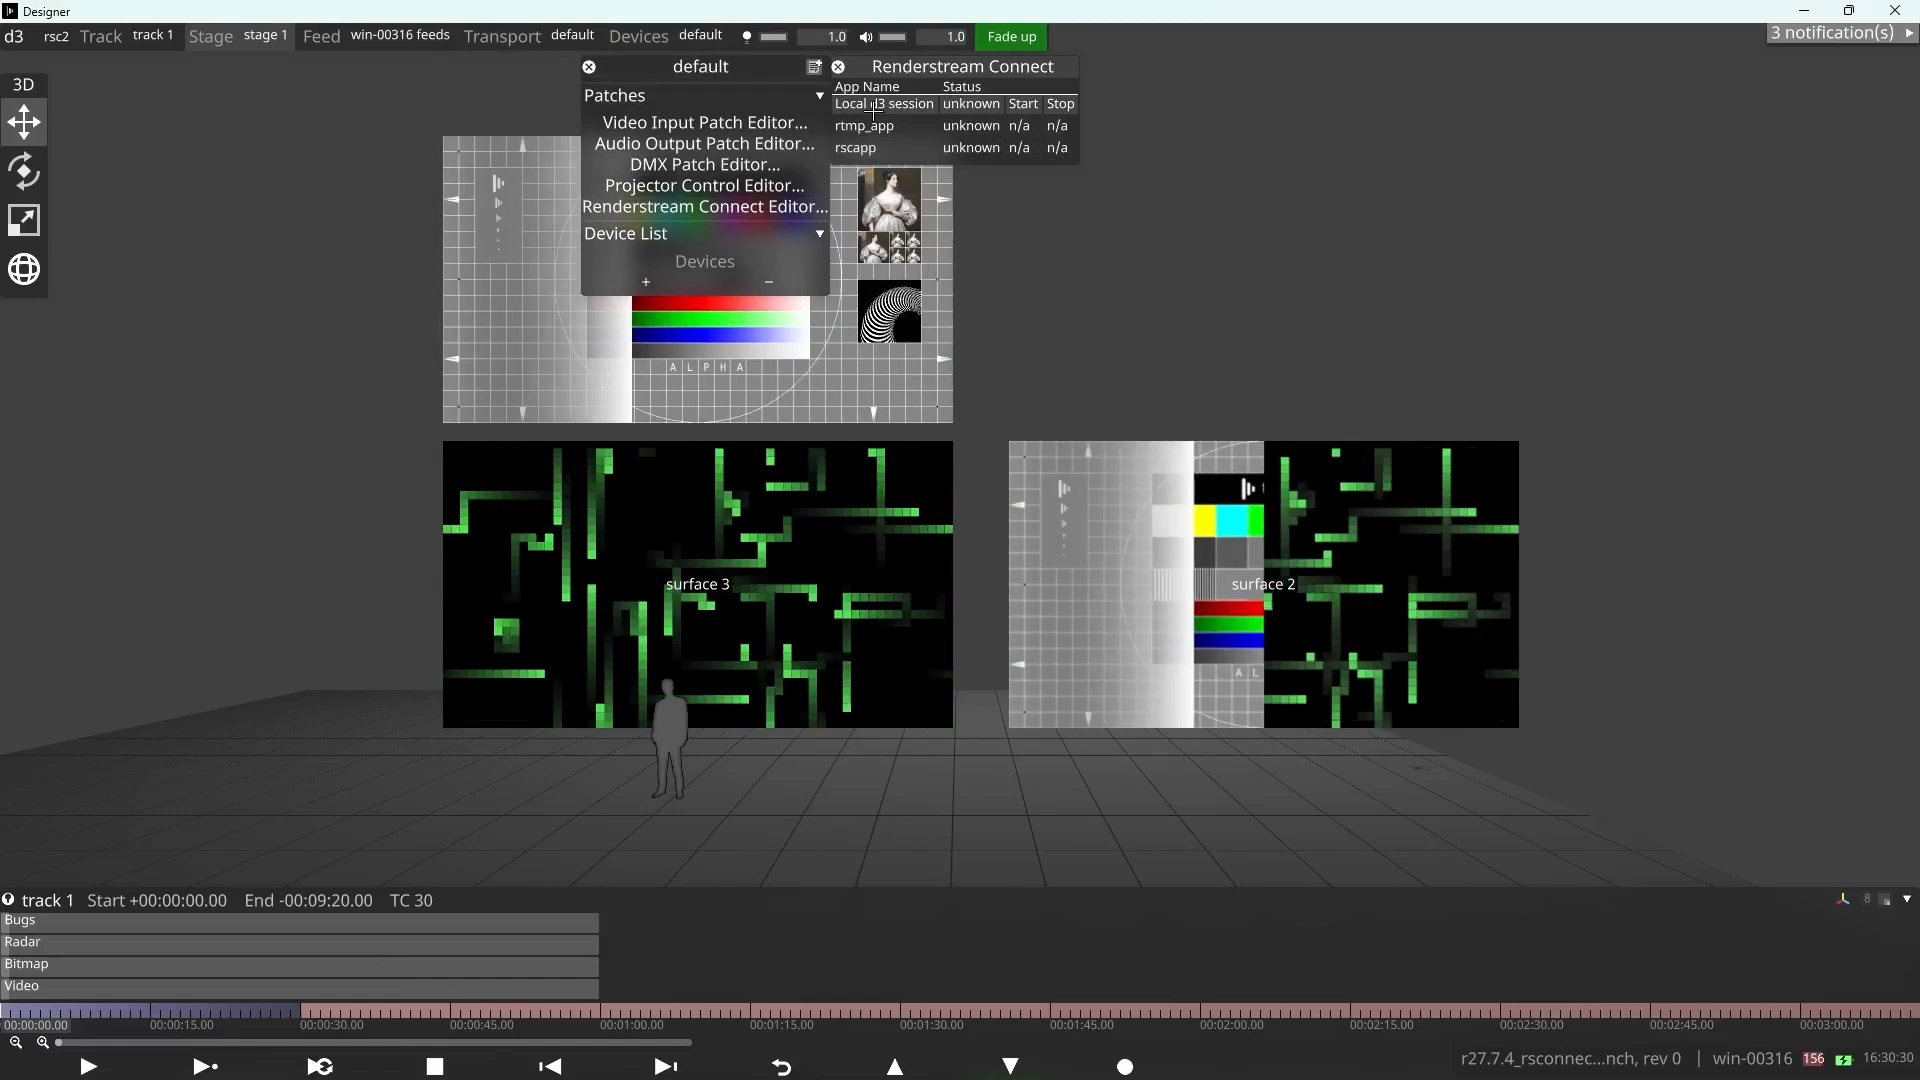 Designer
d3 rsc2 Track track 1 Stage stage 1 Feed win-00316 feeds Transport default Devices default 1.0 1.0 Fade up 3 notification(s)
3D
default
Patches
Video Input Patch Editor...
Audio Output Patch Editor...
DMX Patch Editor...
Projector Control Editor...
Renderstream Connect Editor...
Device List
Devices
+ −
Renderstream Connect
App Name Status
Local d3 session unknown Start Stop
rtmp_app unknown n/a n/a
rscapp unknown n/a n/a
A L P H A
surface 3
surface 2
A L
track 1 Start +00:00:00.00 End -00:09:20.00 TC 30
8
Bugs
Radar
Bitmap
Video
00:00:00.00 00:00:15.00 00:00:30.00 00:00:45.00 00:01:00.00 00:01:15.00 00:01:30.00 00:01:45.00 00:02:00.00 00:02:15.00 00:02:30.00 00:02:45.00 00:03:00.00
r27.7.4_rsconnec...nch, rev 0 | win-00316 156 16:30:30